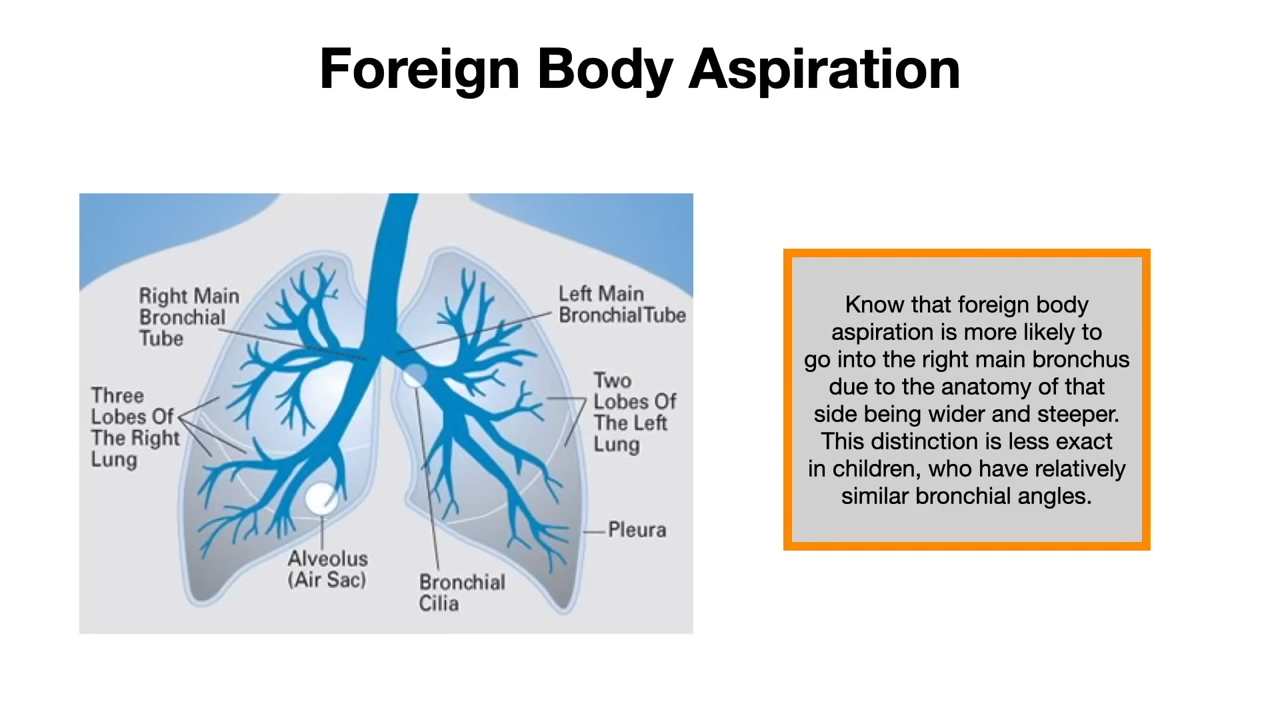 Foreign Body Aspiration
Right Main
Bronchial
Tube
Left Main
BronchialTube
Three
Lobes Of
The Right
Lung
Two
Lobes Of
The Left
Lung
Pleura
Alveolus
(Air Sac)
Bronchial
Cilia
Know that foreign body
aspiration is more likely to
go into the right main bronchus
due to the anatomy of that
side being wider and steeper.
This distinction is less exact
in children, who have relatively
similar bronchial angles.